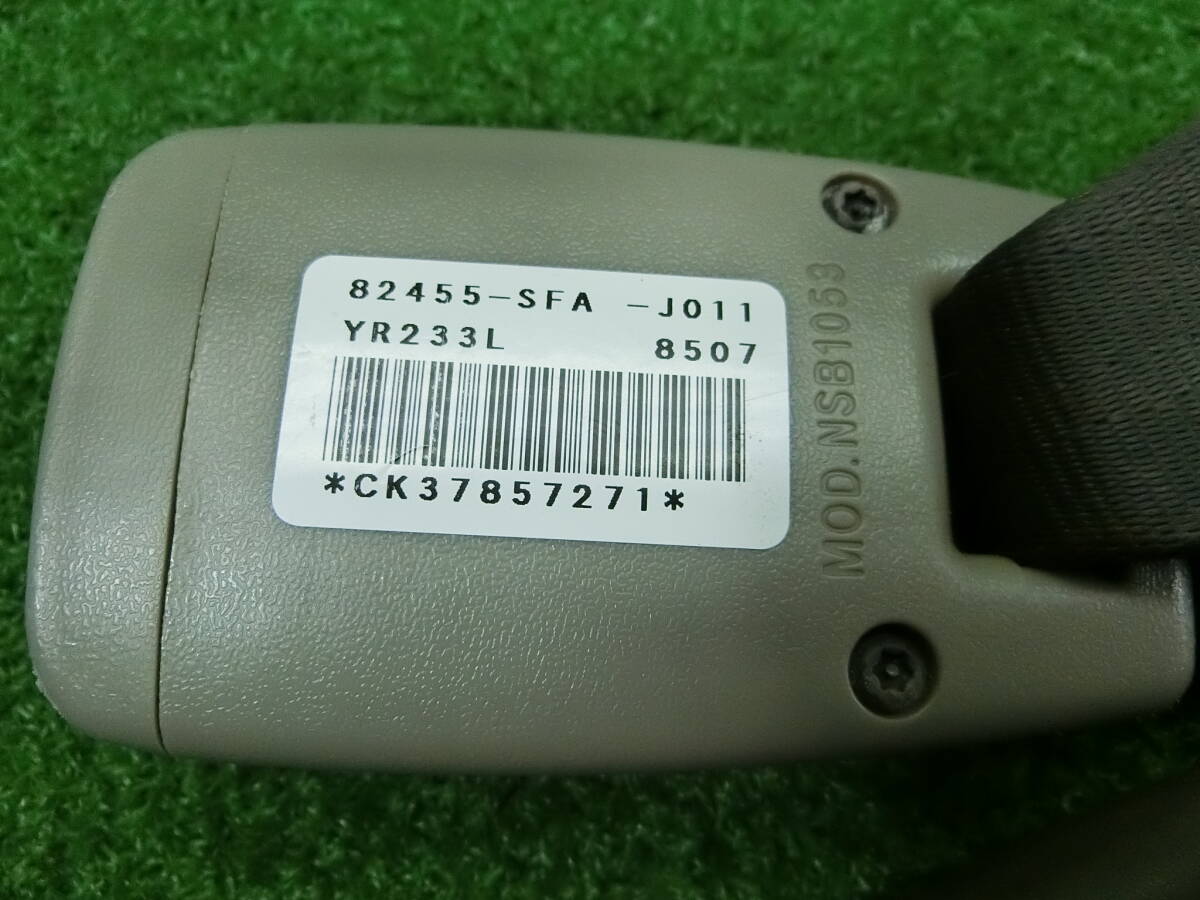 82455-SFA -J011
YR233L 8507
*CK37857271*
MOD.NSB1053